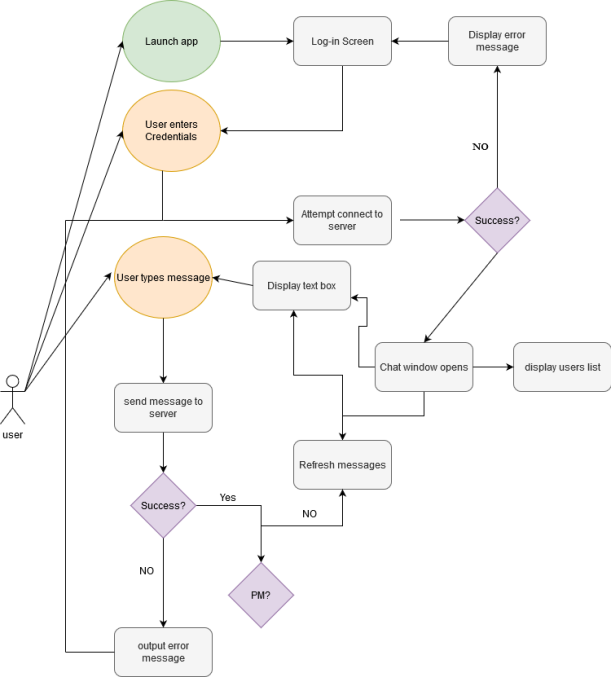 Launch app
Log-in Screen
Display error
message
User enters
Credentials
NO
Attempt connect to
server
Success?
User types message
Display text box
Chat window opens
display users list
user
send message to
server
Refresh messages
Success?
Yes
NO
NO
PM?
output error
message